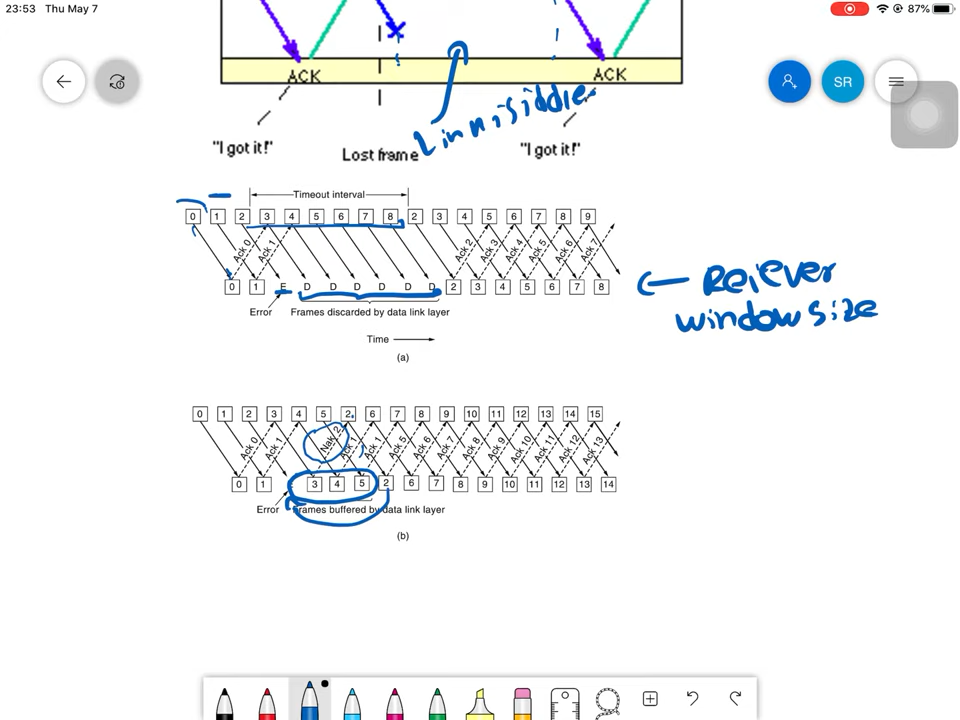 23:53 Thu May 7
87%
SR
ACK
ACK
"I got it!"
Lost frame
"I got it!"
Timeout interval
0 1 2 3 4 5 6 7 8 2 3 4 5 6 7 8 9
Ack 0 Ack 1 Ack 2 Ack 3 Ack 4 Ack 5 Ack 6 Ack 7
0 1 E D D D D D D 2 3 4 5 6 7 8
Error
Frames discarded by data link layer
Time
(a)
Reiever
window size
0 1 2 3 4 5 2 6 7 8 9 10 11 12 13 14 15
Ack 0 Ack 1 Nak 2 Ack 1 Ack 1 Ack 5 Ack 6 Ack 7 Ack 8 Ack 9 Ack 10 Ack 11 Ack 12 Ack 13
0 1 3 4 5 2 6 7 8 9 10 11 12 13 14
Error
Frames buffered by data link layer
(b)